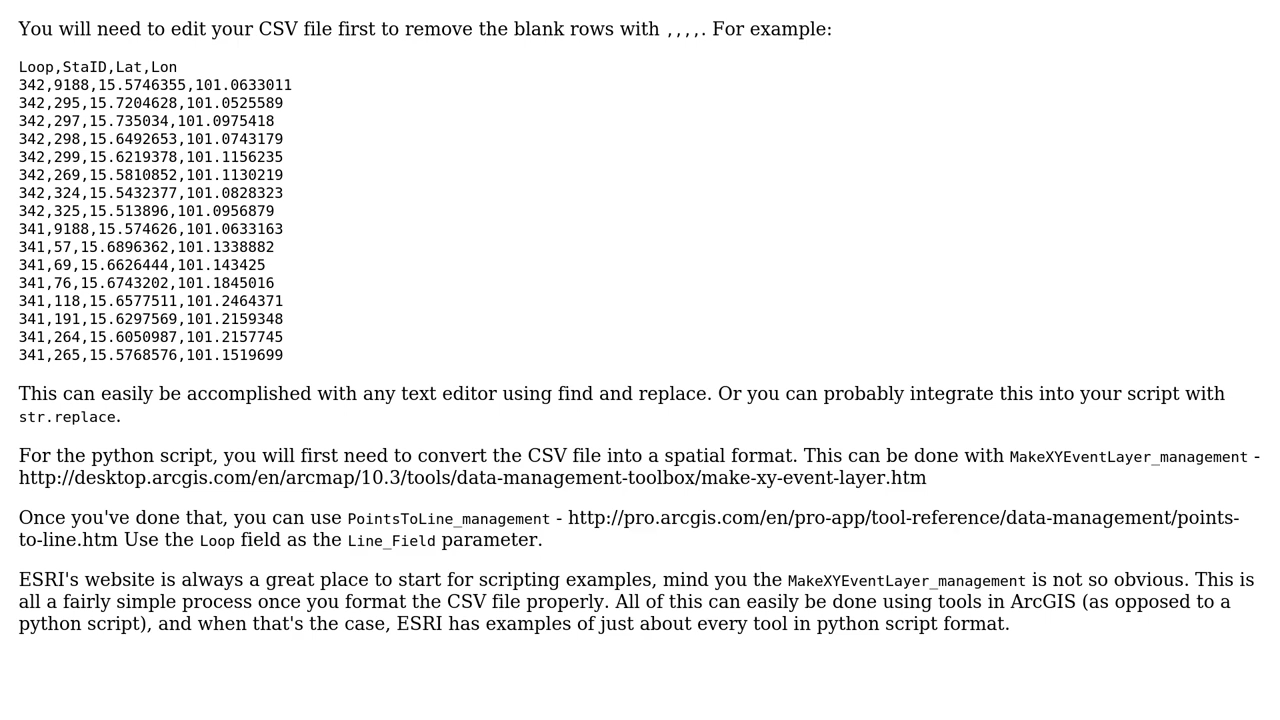 You will need to edit your CSV file first to remove the blank rows with ,,,,. For example:
Loop,StaID,Lat,Lon
342,9188,15.5746355,101.0633011
342,295,15.7204628,101.0525589
342,297,15.735034,101.0975418
342,298,15.6492653,101.0743179
342,299,15.6219378,101.1156235
342,269,15.5810852,101.1130219
342,324,15.5432377,101.0828323
342,325,15.513896,101.0956879
341,9188,15.574626,101.0633163
341,57,15.6896362,101.1338882
341,69,15.6626444,101.143425
341,76,15.6743202,101.1845016
341,118,15.6577511,101.2464371
341,191,15.6297569,101.2159348
341,264,15.6050987,101.2157745
341,265,15.5768576,101.1519699
This can easily be accomplished with any text editor using find and replace. Or you can probably integrate this into your script with
str.replace.
For the python script, you will first need to convert the CSV file into a spatial format. This can be done with MakeXYEventLayer_management -
http://desktop.arcgis.com/en/arcmap/10.3/tools/data-management-toolbox/make-xy-event-layer.htm
Once you've done that, you can use PointsToLine_management - http://pro.arcgis.com/en/pro-app/tool-reference/data-management/points-
to-line.htm Use the Loop field as the Line_Field parameter.
ESRI's website is always a great place to start for scripting examples, mind you the MakeXYEventLayer_management is not so obvious. This is
all a fairly simple process once you format the CSV file properly. All of this can easily be done using tools in ArcGIS (as opposed to a
python script), and when that's the case, ESRI has examples of just about every tool in python script format.